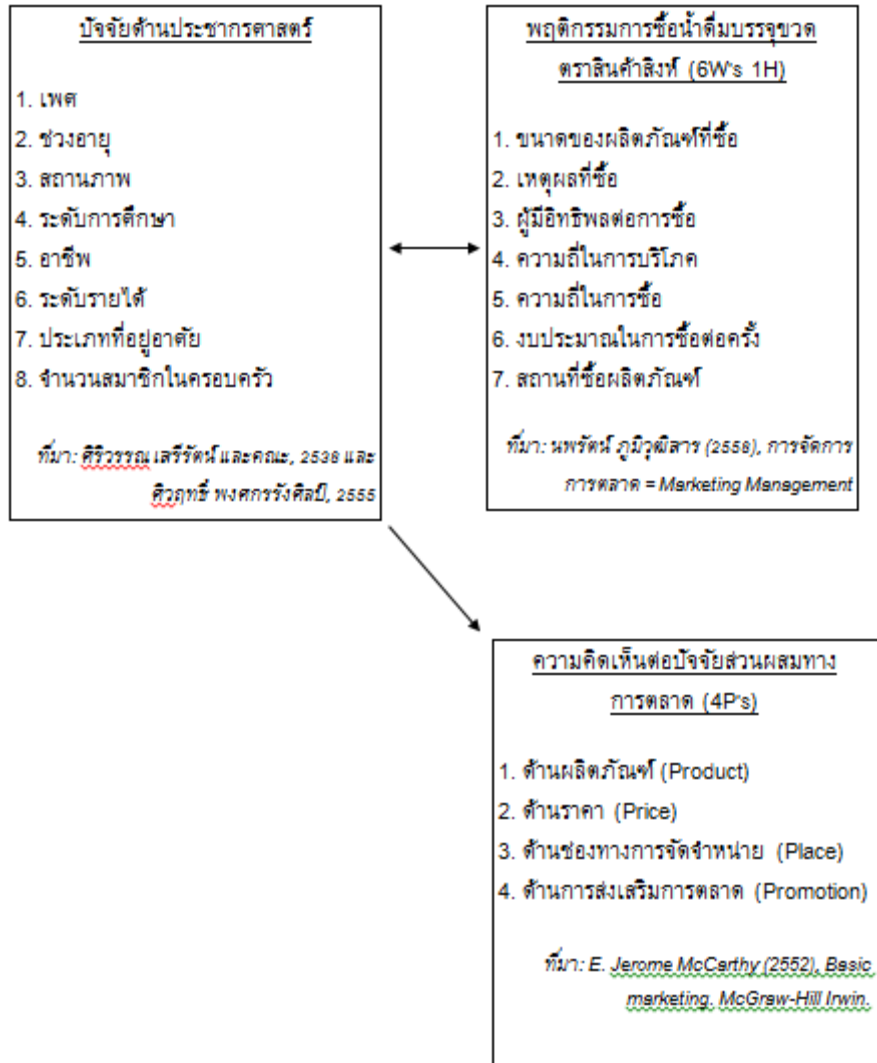 ปัจจัยด้านประชากรศาสตร์
1. เพศ
2. ช่วงอายุ
3. สถานภาพ
4. ระดับการศึกษา
5. อาชีพ
6. ระดับรายได้
7. ประเภทที่อยู่อาศัย
8. จำนวนสมาชิกในครอบครัว
ที่มา: ศิริวรรณ เสรีรัตน์ และคณะ, 2538 และ
ศิวฤทธิ์ พงศกรรังศิลป์, 2555
พฤติกรรมการซื้อน้ำดื่มบรรจุขวด
ตราสินค้าสิงห์ (6W's 1H)
1. ขนาดของผลิตภัณฑ์ที่ซื้อ
2. เหตุผลที่ซื้อ
3. ผู้มีอิทธิพลต่อการซื้อ
4. ความถี่ในการบริโภค
5. ความถี่ในการซื้อ
6. งบประมาณในการซื้อต่อครั้ง
7. สถานที่ซื้อผลิตภัณฑ์
ที่มา: นพรัตน์ ภูมิวุฒิสาร (2558), การจัดการ
การตลาด = Marketing Management
ความคิดเห็นต่อปัจจัยส่วนผสมทาง
การตลาด (4P's)
1. ด้านผลิตภัณฑ์ (Product)
2. ด้านราคา (Price)
3. ด้านช่องทางการจัดจำหน่าย (Place)
4. ด้านการส่งเสริมการตลาด (Promotion)
ที่มา: E. Jerome McCarthy (2552), Basic
marketing. McGraw-Hill Irwin.